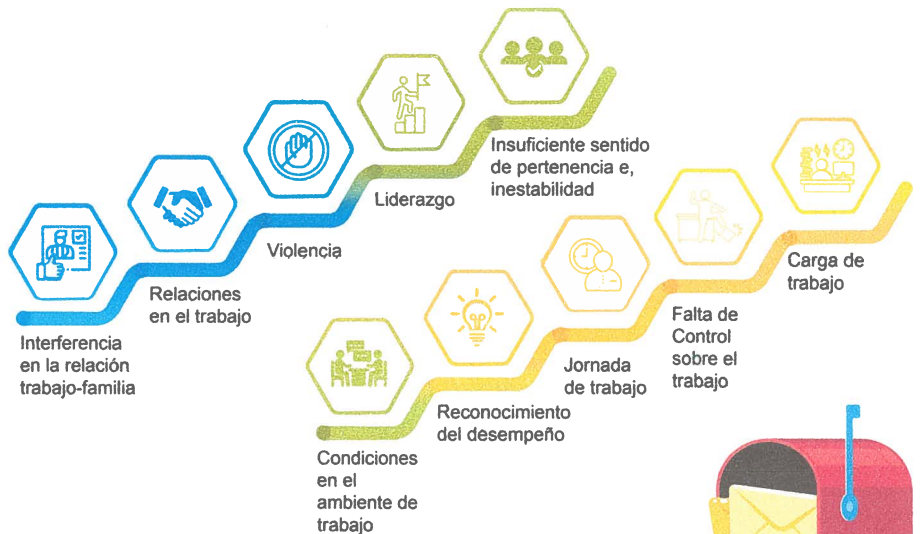 Interferencia
en la relación
trabajo-familia
Relaciones
en el trabajo
Violencia
Liderazgo
Insuficiente sentido
de pertenencia e,
inestabilidad
Condiciones
en el
ambiente de
trabajo
Reconocimiento
del desempeño
Jornada
de trabajo
Falta de
Control
sobre el
trabajo
Carga de
trabajo